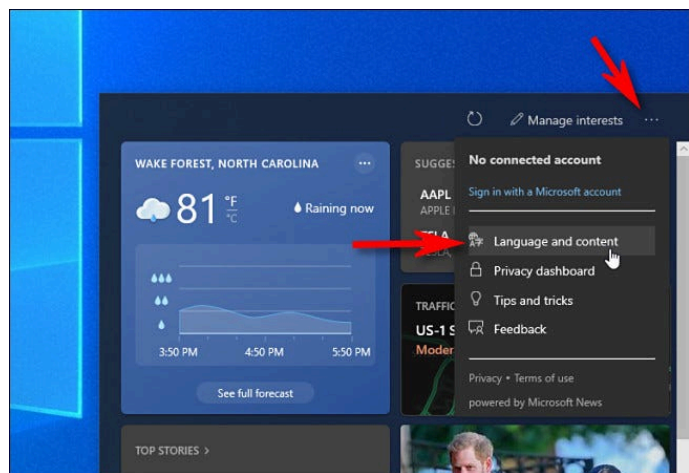 Manage interests
WAKE FOREST, NORTH CAROLINA
81 °F
°C
Raining now
3:50 PM 4:50 PM 5:50 PM
See full forecast
TOP STORIES
SUGGES
AAPL
APPLE
TRAFFIC
US-1 S
Moder
No connected account
Sign in with a Microsoft account
Language and content
Privacy dashboard
Tips and tricks
Feedback
Privacy • Terms of use
powered by Microsoft News